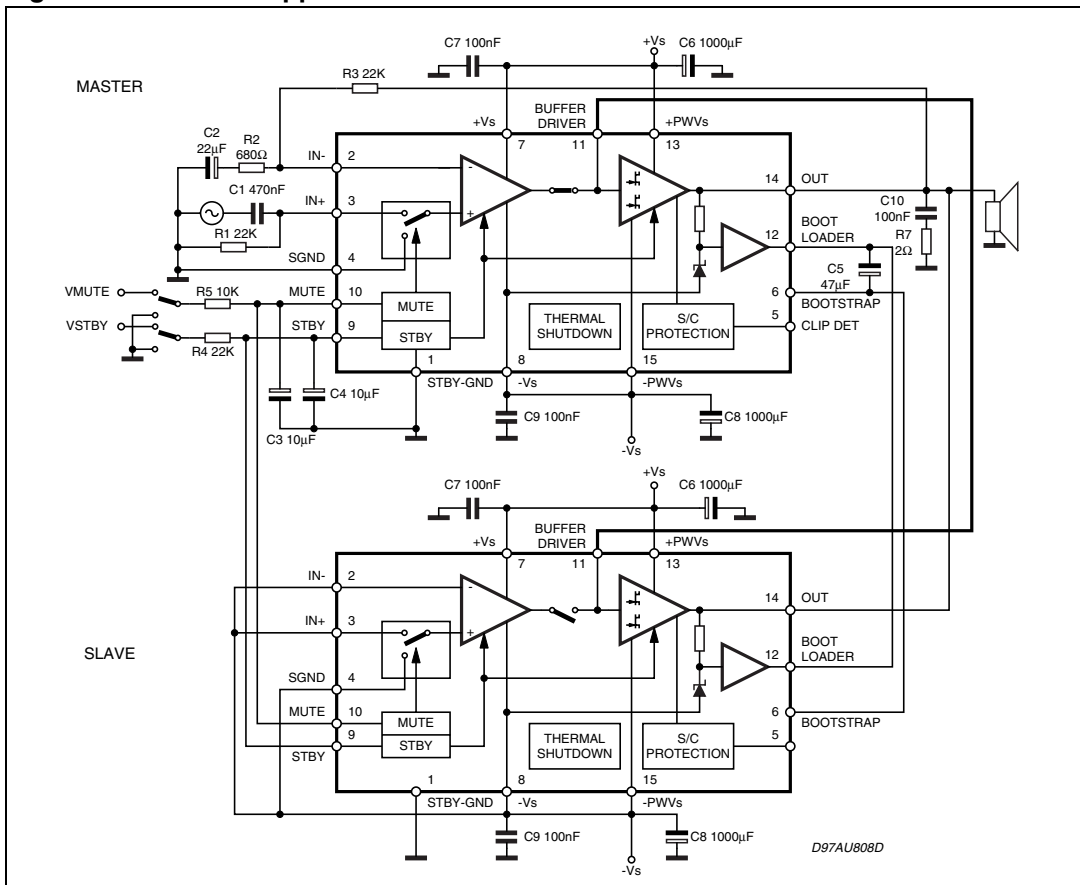 +Vs
C7 100nF
C6 1000µF
MASTER
R3 22K
BUFFER
DRIVER
+Vs
+PWVs
7
11
13
C2
22µF
R2
680Ω
IN-
2
-
14
OUT
C1 470nF
IN+
3
+
C10
100nF
R1 22K
12
BOOT
LOADER
R7
2Ω
SGND
4
C5
47µF
VMUTE
R5 10K
MUTE
10
MUTE
6
BOOTSTRAP
VSTBY
STBY
9
STBY
THERMAL
SHUTDOWN
S/C
PROTECTION
5
CLIP DET
R4 22K
1
8
15
STBY-GND
-Vs
-PWVs
C4 10µF
C3 10µF
C9 100nF
C8 1000µF
-Vs
+Vs
C7 100nF
C6 1000µF
BUFFER
DRIVER
+Vs
+PWVs
7
11
13
IN-
2
-
14
OUT
IN+
3
+
SLAVE
12
BOOT
LOADER
SGND
4
MUTE
10
MUTE
6
BOOTSTRAP
9
STBY
STBY
THERMAL
SHUTDOWN
S/C
PROTECTION
5
1
8
15
STBY-GND
-Vs
-PWVs
C9 100nF
C8 1000µF
-Vs
D97AU808D